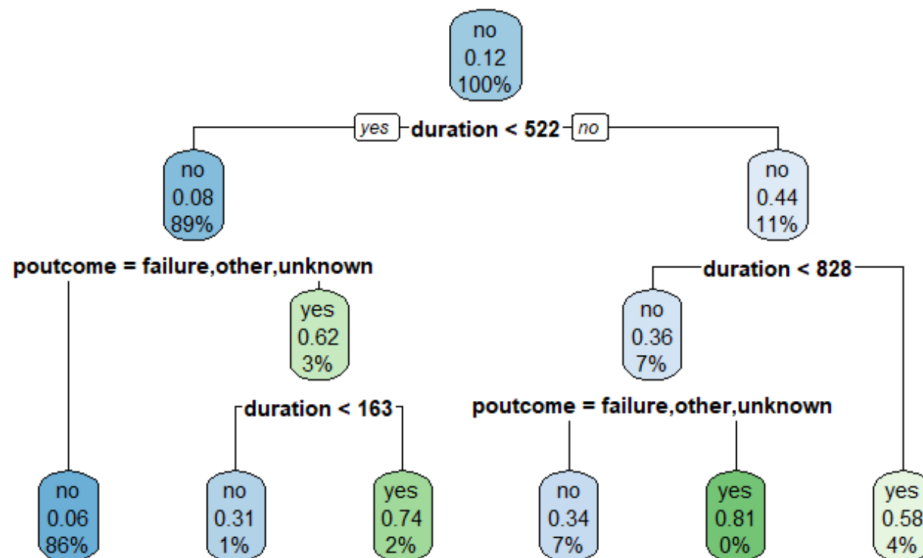 no
0.12
100%
yes duration < 522 no
no
0.08
89%
no
0.44
11%
poutcome = failure,other,unknown
duration < 828
yes
0.62
3%
no
0.36
7%
duration < 163
poutcome = failure,other,unknown
no
0.06
86%
no
0.31
1%
yes
0.74
2%
no
0.34
7%
yes
0.81
0%
yes
0.58
4%